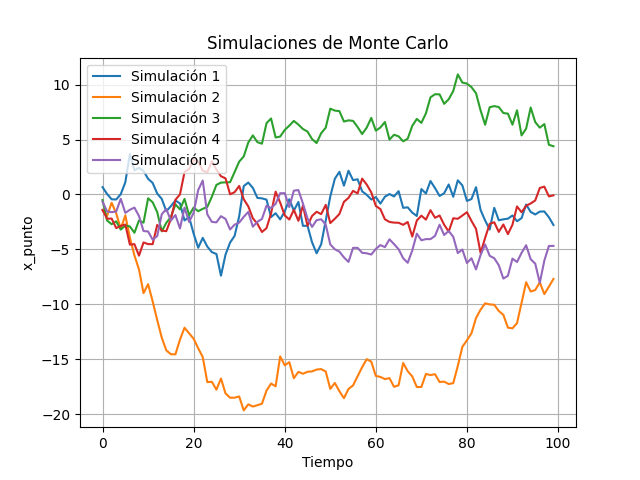 Simulaciones de Monte Carlo
Simulación 1
Simulación 2
Simulación 3
Simulación 4
Simulación 5
10
5
0
−5
−10
−15
−20
x_punto
0 20 40 60 80 100
Tiempo